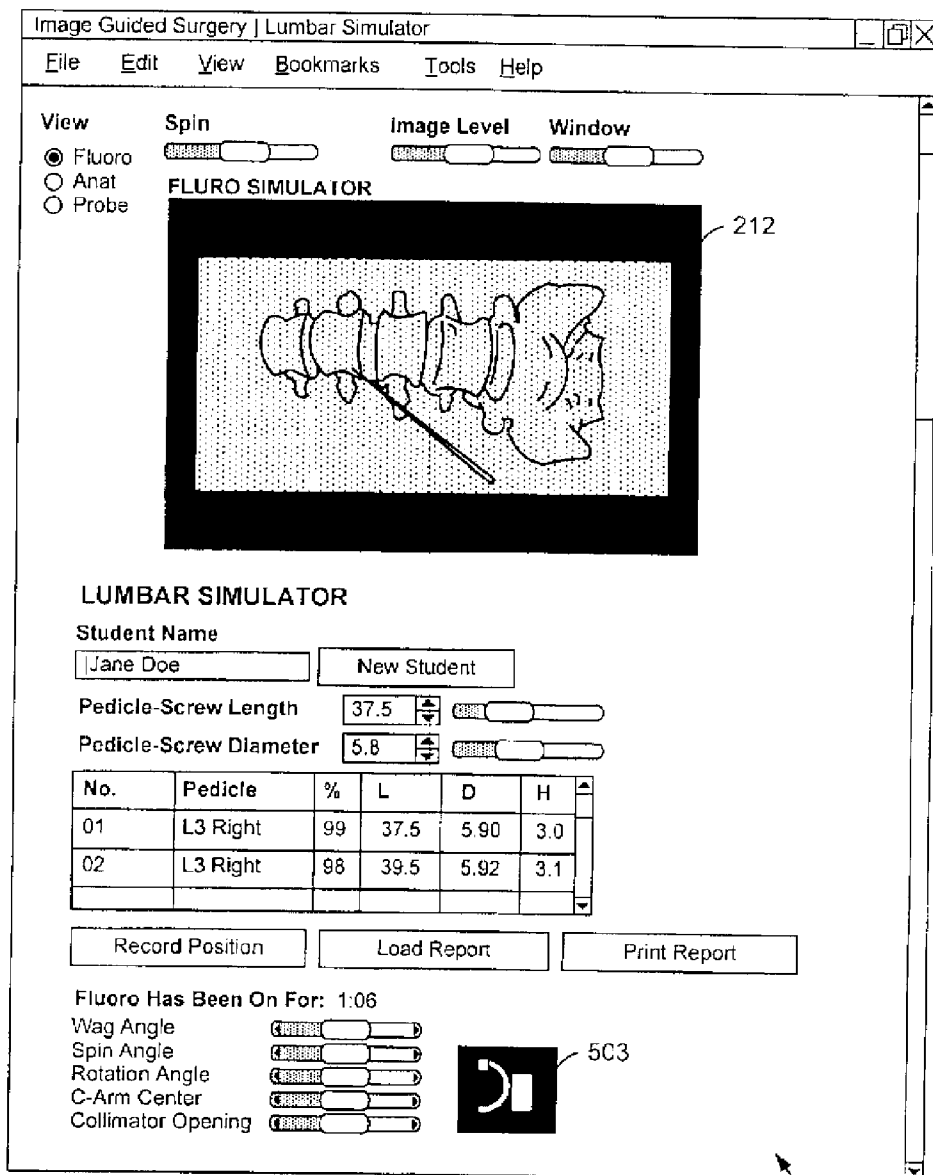 Image Guided Surgery | Lumbar Simulator
File Edit View Bookmarks Tools Help
View Spin Image Level Window
Fluoro
Anat
Probe
FLURO SIMULATOR
212
LUMBAR SIMULATOR
Student Name
Jane Doe New Student
Pedicle-Screw Length 37.5
Pedicle-Screw Diameter 5.8
No. Pedicle % L D H
01 L3 Right 99 37.5 5.90 3.0
02 L3 Right 98 39.5 5.92 3.1
Record Position Load Report Print Report
Fluoro Has Been On For: 1:06
Wag Angle
Spin Angle
Rotation Angle
C-Arm Center
Collimator Opening
503